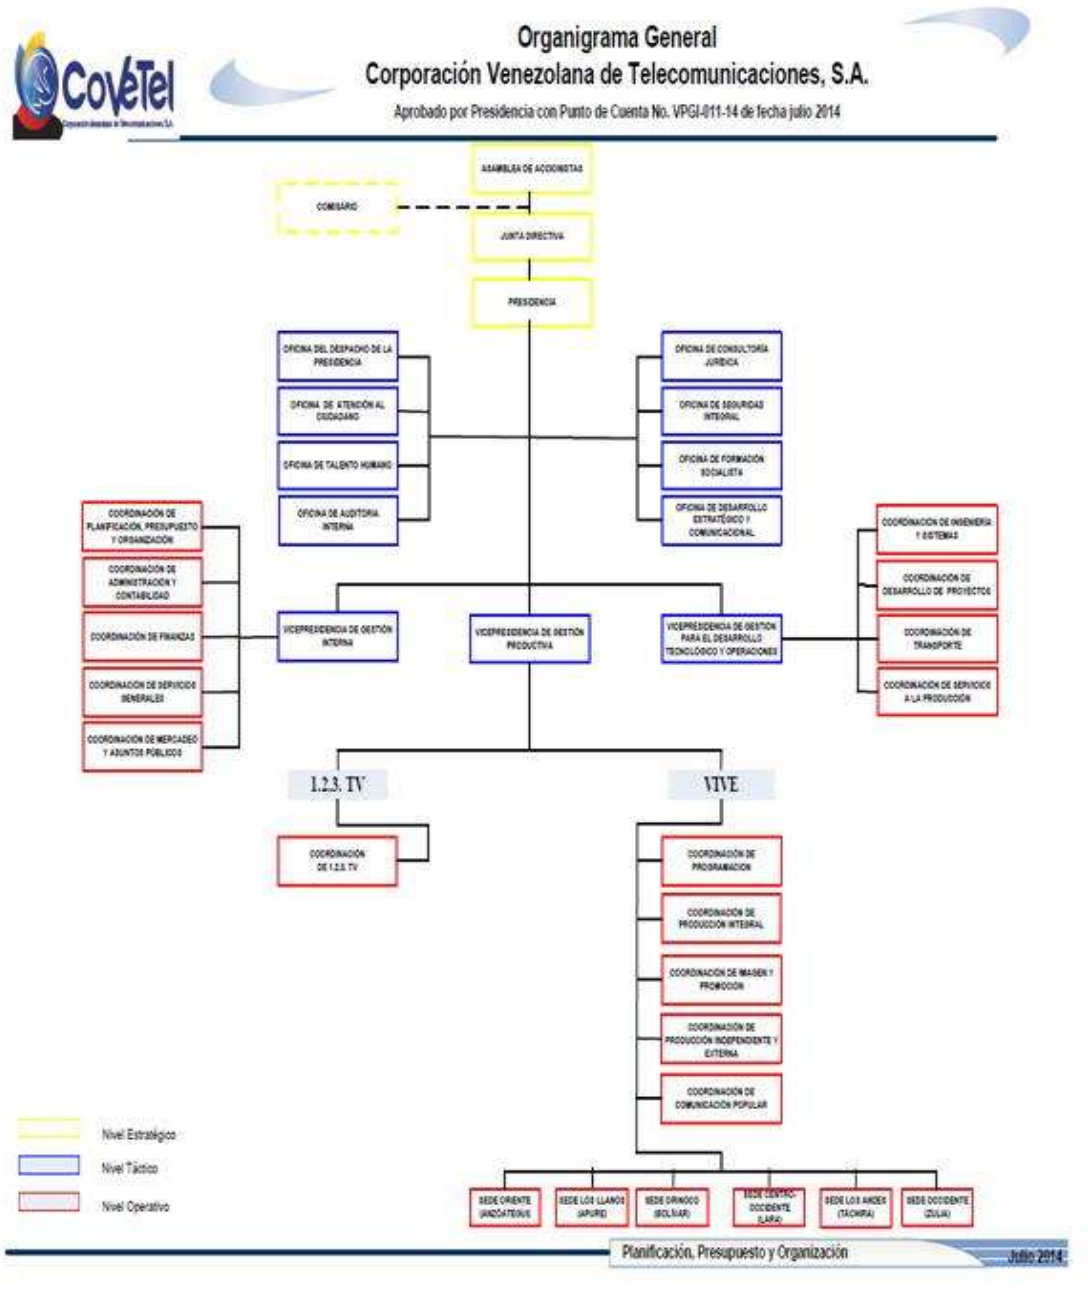 Organigrama General
Corporación Venezolana de Telecomunicaciones, S.A.
Aprobado por Presidencia con Punto de Cuenta No. VPGI-011-14 de fecha julio 2014
CovéTel
Corporación Venezolana de Telecomunicaciones S.A.
ASAMBLEA DE ACCIONISTAS
COMISARIO
JUNTA DIRECTIVA
PRESIDENCIA
OFICINA DEL DESPACHO DE LA
PRESIDENCIA
OFICINA DE ATENCIÓN AL
CIUDADANO
OFICINA DE TALENTO HUMANO
OFICINA DE AUDITORIA
INTERNA
OFICINA DE CONSULTORÍA
JURÍDICA
OFICINA DE SEGURIDAD
INTEGRAL
OFICINA DE FORMACIÓN
SOCIALISTA
OFICINA DE DESARROLLO
ESTRATÉGICO Y
COMUNICACIONAL
COORDINACIÓN DE
PLANIFICACIÓN, PRESUPUESTO
Y ORGANIZACIÓN
COORDINACIÓN DE
ADMINISTRACIÓN Y
CONTABILIDAD
COORDINACIÓN DE FINANZAS
COORDINACIÓN DE SERVICIOS
GENERALES
COORDINACIÓN DE MERCADEO
Y ASUNTOS PÚBLICOS
VICEPRESIDENCIA DE GESTIÓN
INTERNA
VICEPRESIDENCIA DE GESTIÓN
PRODUCTIVA
VICEPRESIDENCIA DE GESTIÓN
PARA EL DESARROLLO
TECNOLÓGICO Y OPERACIONES
COORDINACIÓN DE INGENIERÍA
Y SISTEMAS
COORDINACIÓN DE
DESARROLLO DE PROYECTOS
COORDINACIÓN DE
TRANSPORTE
COORDINACIÓN DE SERVICIOS
A LA PRODUCCIÓN
1.2.3. TV
VIVE
COORDINACIÓN
DE 1.2.3. TV
COORDINACIÓN DE
PROGRAMACION
COORDINACIÓN DE
PRODUCCIÓN INTEGRAL
COORDINACIÓN DE IMAGEN Y
PROMOCIÓN
COORDINACIÓN DE
PRODUCCIÓN INDEPENDIENTE Y
EXTERNA
COORDINACIÓN DE
COMUNICACIÓN POPULAR
SEDE ORIENTE
(ANZOATEGUI)
SEDE LOS LLANOS
(APURE)
SEDE ORINOCO
(BOLÍVAR)
SEDE CENTRO-
OCCIDENTE
(LARA)
SEDE LOS ANDES
(TÁCHIRA)
SEDE OCCIDENTE
(ZULIA)
Nivel Estratégico
Nivel Táctico
Nivel Operativo
Planificación, Presupuesto y Organización
Julio 2014